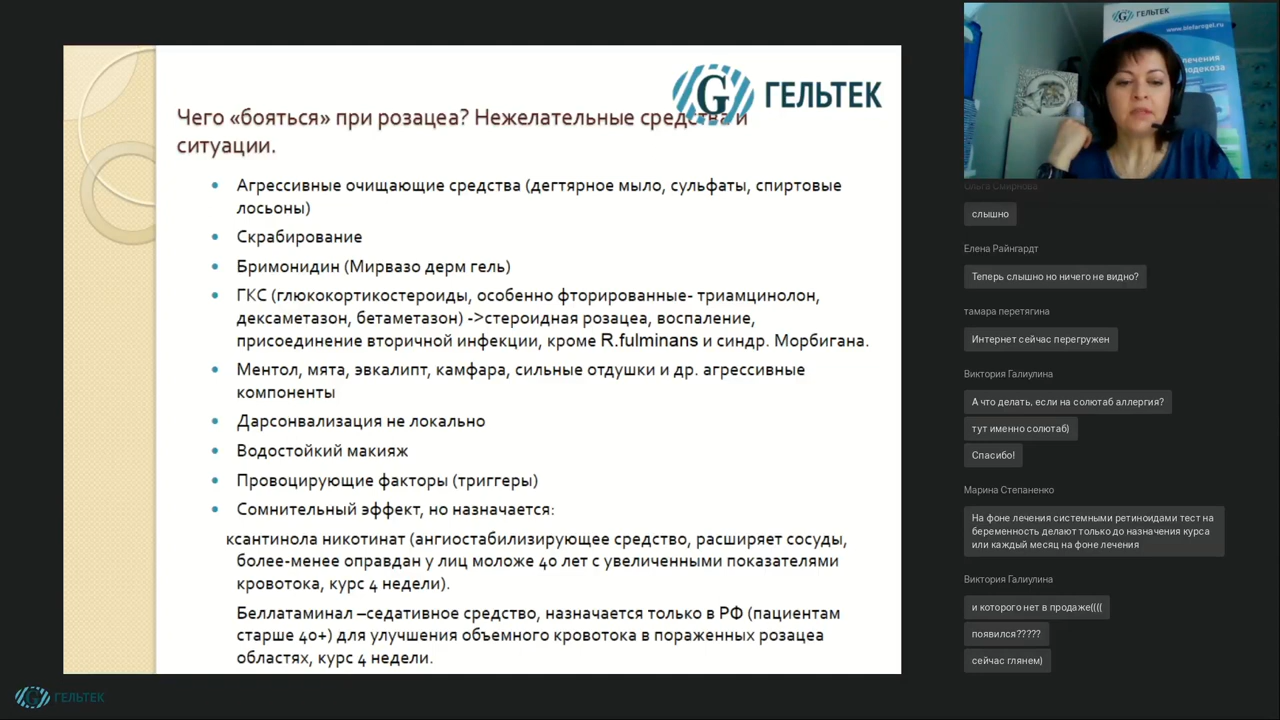 ГЕЛЬТЕК
Чего «бояться» при розацеа? Нежелательные средства и
ситуации.
• Агрессивные очищающие средства (дегтярное мыло, сульфаты, спиртовые
лосьоны)
• Скрабирование
• Бримонидин (Мирвазо дерм гель)
• ГКС (глюкокортикостероиды, особенно фторированные- триамцинолон,
дексаметазон, бетаметазон) ->стероидная розацеа, воспаление,
присоединение вторичной инфекции, кроме R.fulminans и синдр. Морбигана.
• Ментол, мята, эвкалипт, камфара, сильные отдушки и др. агрессивные
компоненты
• Дарсонвализация не локально
• Водостойкий макияж
• Провоцирующие факторы (триггеры)
• Сомнительный эффект, но назначается:
ксантинола никотинат (ангиостабилизирующее средство, расширяет сосуды,
более-менее оправдан у лиц моложе 40 лет с увеличенными показателями
кровотока, курс 4 недели).
Беллатаминал –седативное средство, назначается только в РФ (пациентам
старше 40+) для улучшения объемного кровотока в пораженных розацеа
областях, курс 4 недели.
ГЕЛЬТЕК
ГЕЛЬТЕК
www.biofaregel.ru
Ольга Смирнова
слышно
Елена Райнгардт
Теперь слышно но ничего не видно?
тамара перетягина
Интернет сейчас перегружен
Виктория Галиулина
А что делать, если на солютаб аллергия?
тут именно солютаб)
Спасибо!
Марина Степаненко
На фоне лечения системными ретиноидами тест на
беременность делают только до назначения курса
или каждый месяц на фоне лечения
Виктория Галиулина
и которого нет в продаже((((
появился?????
сейчас глянем)